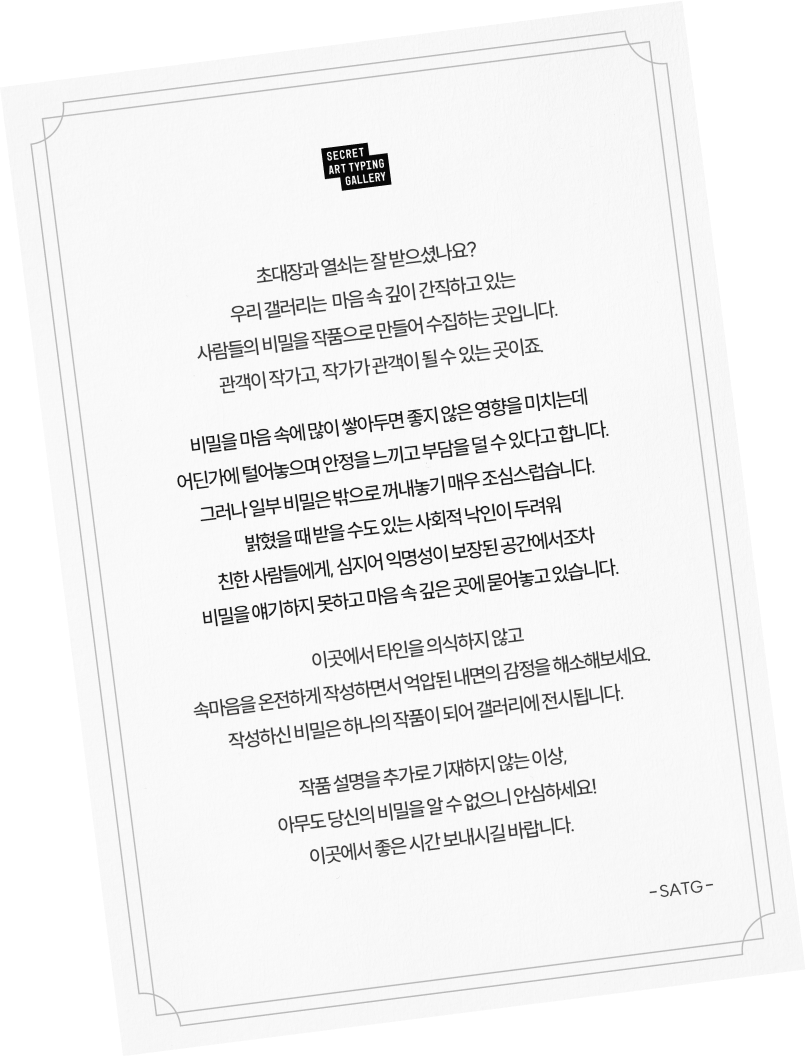 SECRET
ART TYPING
GALLERY
초대장과 열쇠는 잘 받으셨나요?
우리 갤러리는 마음 속 깊이 간직하고 있는
사람들의 비밀을 작품으로 만들어 수집하는 곳입니다.
관객이 작가고, 작가가 관객이 될 수 있는 곳이죠.
비밀을 마음 속에 많이 쌓아두면 좋지 않은 영향을 미치는데
어딘가에 털어놓으며 안정을 느끼고 부담을 덜 수 있다고 합니다.
그러나 일부 비밀은 밖으로 꺼내놓기 매우 조심스럽습니다.
밝혔을 때 받을 수도 있는 사회적 낙인이 두려워
친한 사람들에게, 심지어 익명성이 보장된 공간에서조차
비밀을 얘기하지 못하고 마음 속 깊은 곳에 묻어놓고 있습니다.
이곳에서 타인을 의식하지 않고
속마음을 온전하게 작성하면서 억압된 내면의 감정을 해소해보세요.
작성하신 비밀은 하나의 작품이 되어 갤러리에 전시됩니다.
작품 설명을 추가로 기재하지 않는 이상,
아무도 당신의 비밀을 알 수 없으니 안심하세요!
이곳에서 좋은 시간 보내시길 바랍니다.
-SATG-